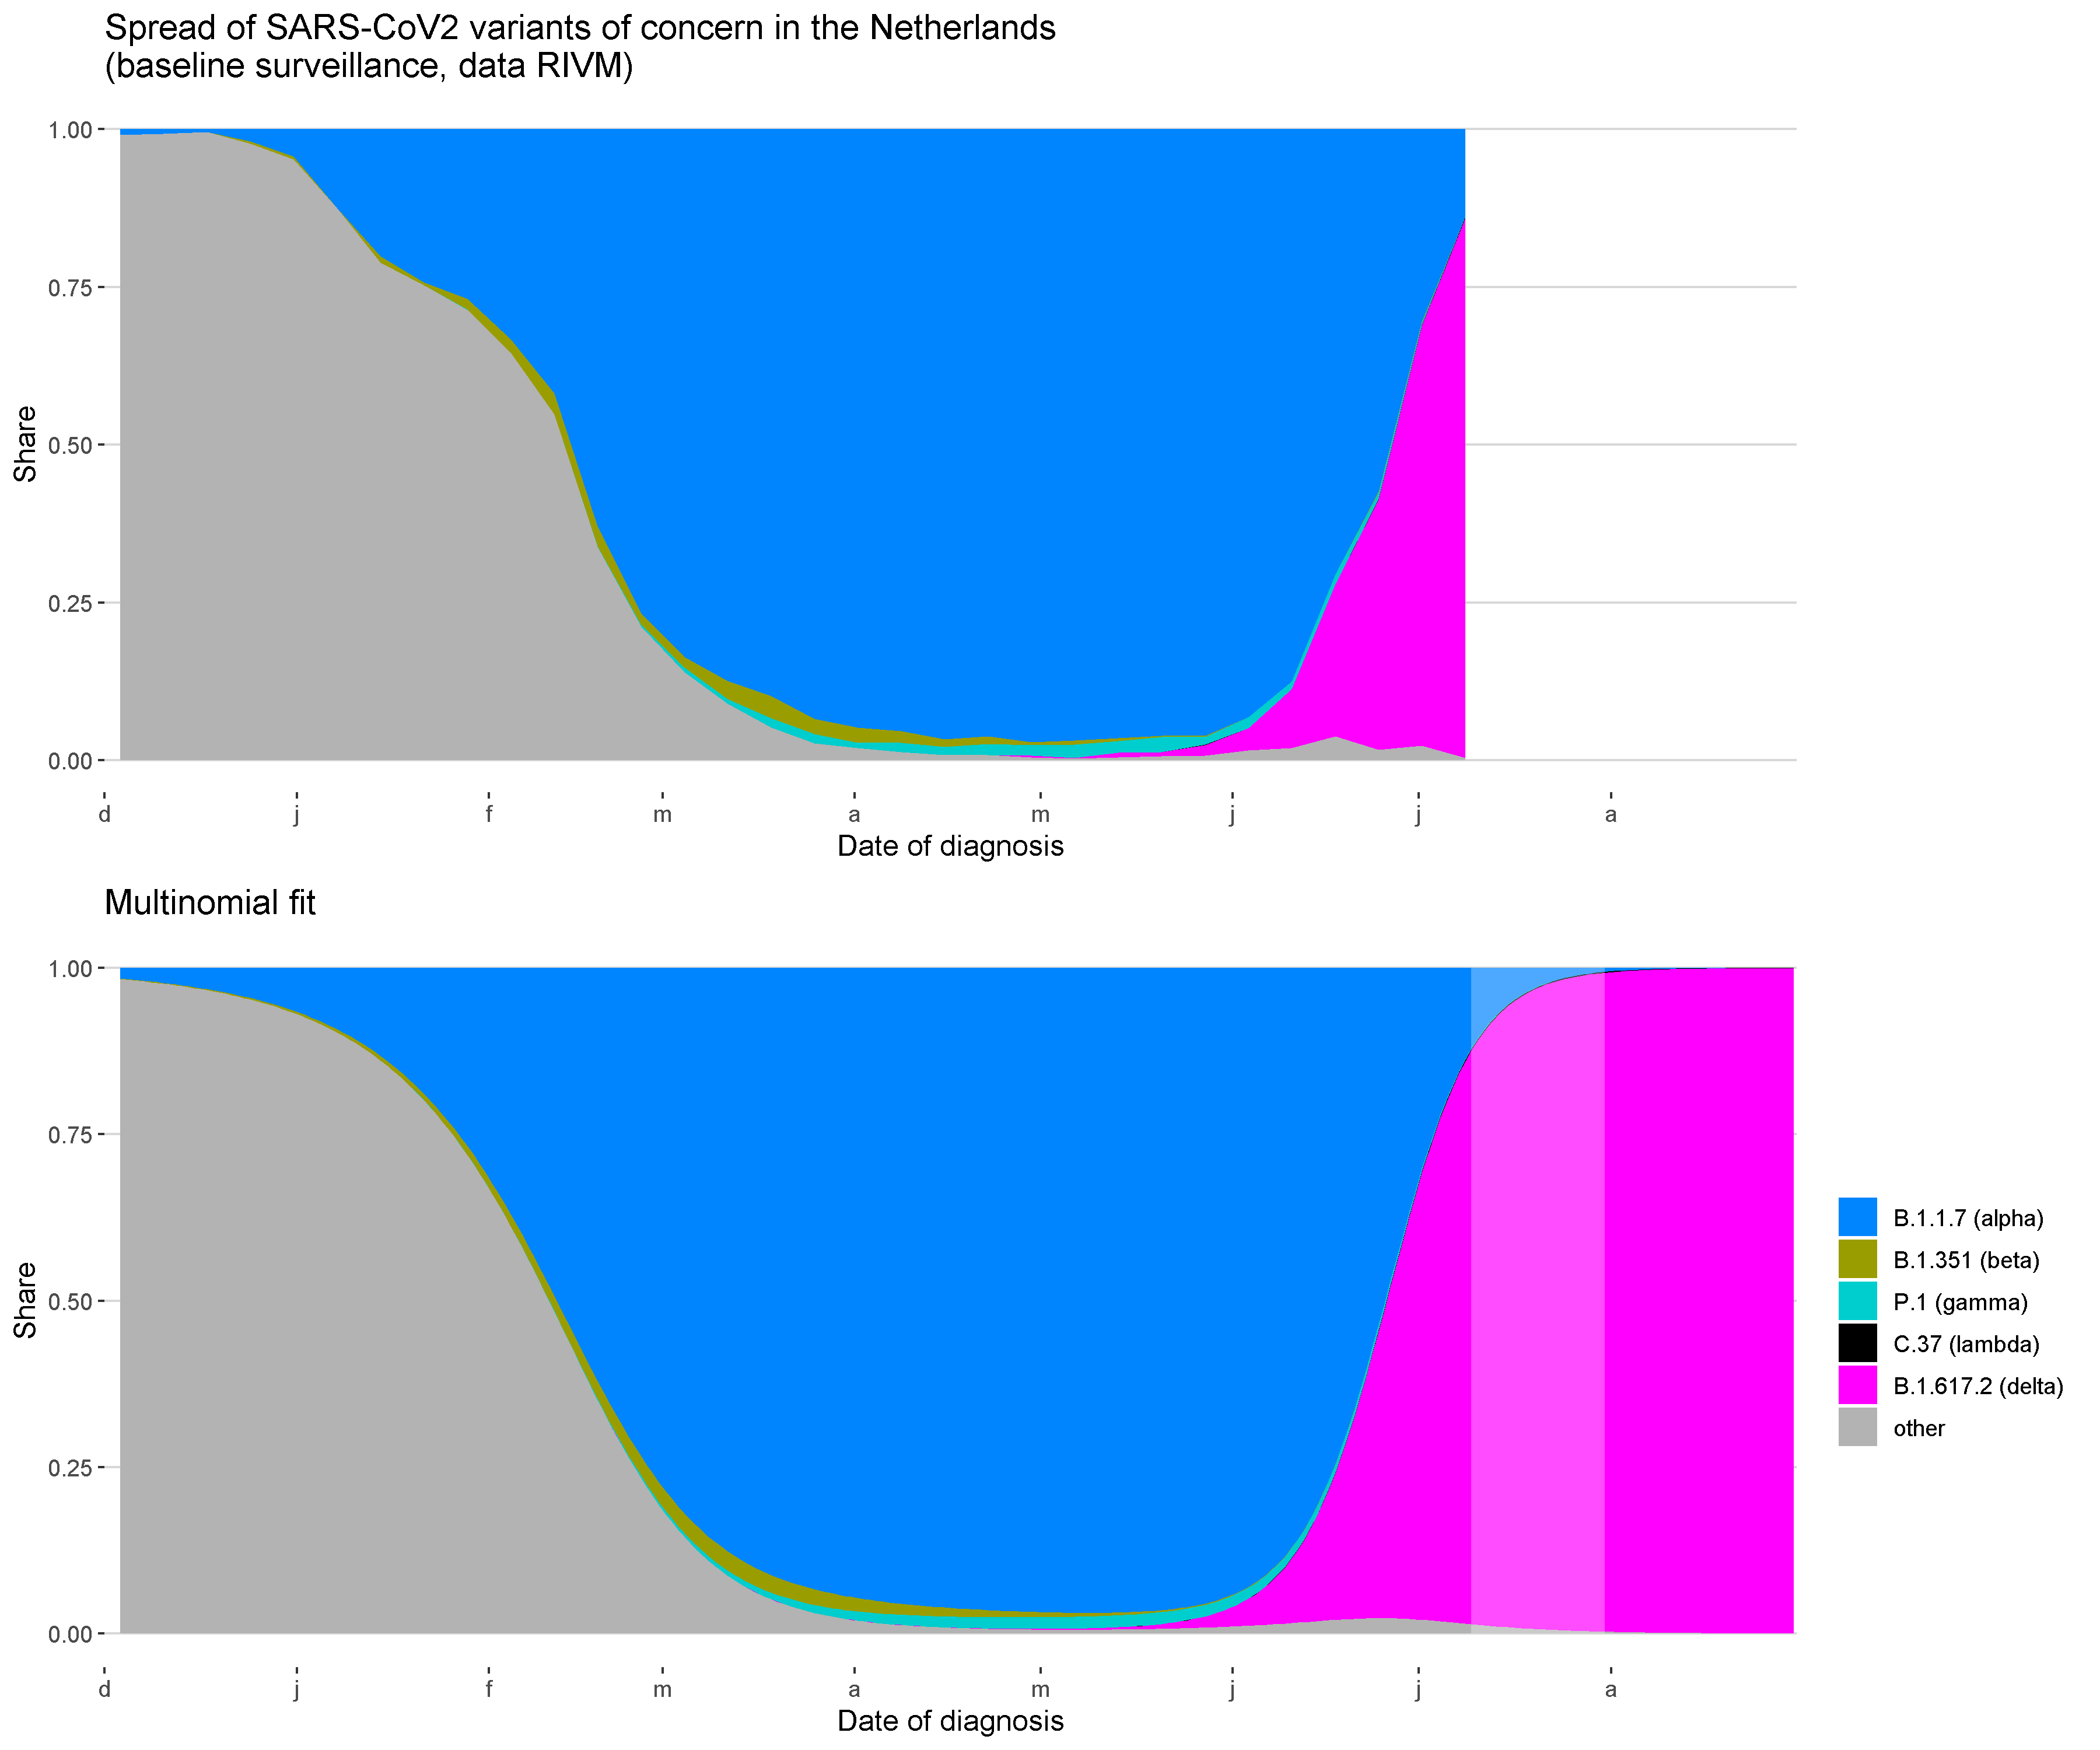 Spread of SARS-CoV2 variants of concern in the Netherlands
(baseline surveillance, data RIVM)
1.00
0.75
0.50
0.25
0.00
Share
d j f m a m j j a
Date of diagnosis
Multinomial fit
1.00
0.75
0.50
0.25
0.00
Share
d j f m a m j j a
Date of diagnosis
B.1.1.7 (alpha)
B.1.351 (beta)
P.1 (gamma)
C.37 (lambda)
B.1.617.2 (delta)
other